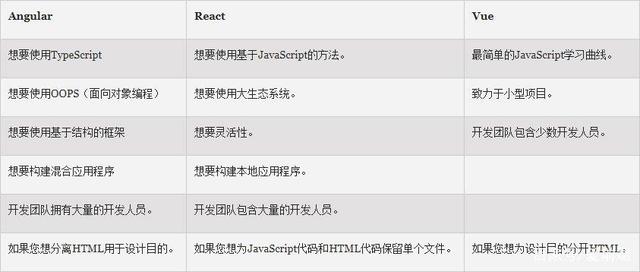 Angular React Vue
想要使用TypeScript 想要使用基于JavaScript的方法。 最简单的JavaScript学习曲线。
想要使用OOPS（面向对象编程） 想要使用大生态系统。 致力于小型项目。
想要使用基于结构的框架 想要灵活性。 开发团队包含少数开发人员。
想要构建混合应用程序 想要构建本地应用程序。
开发团队拥有大量的开发人员。 开发团队包含大量的开发人员。
如果您想分离HTML用于设计目的。 如果您想为JavaScript代码和HTML代码保留单个文件。 如果您想为设计目的分开HTML。